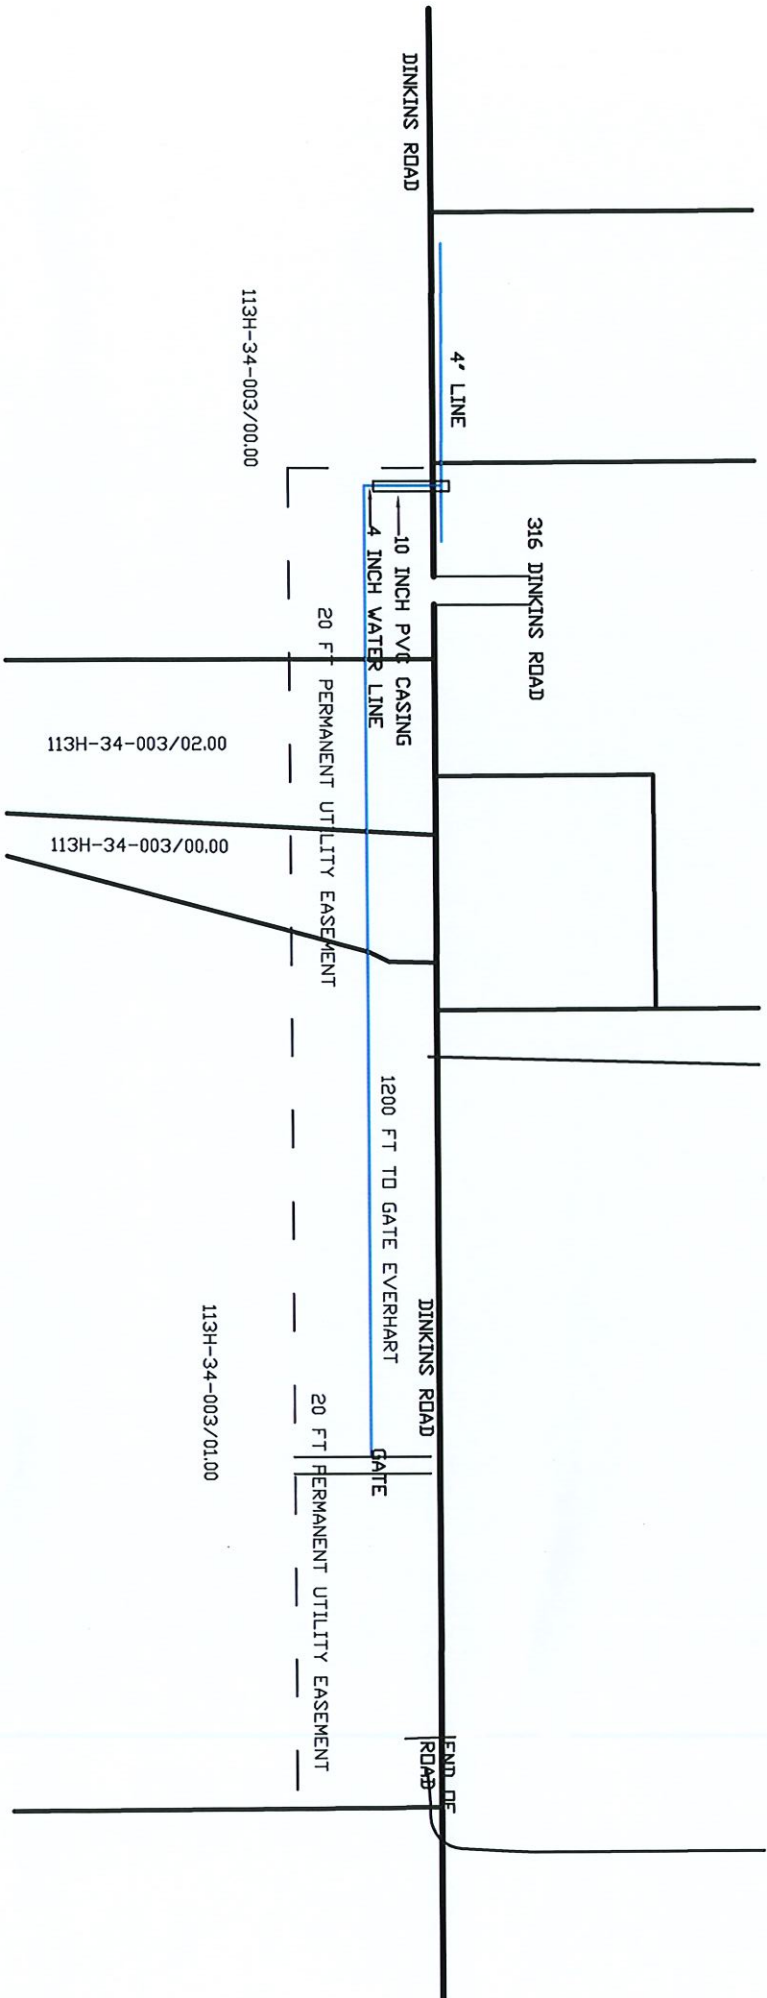 DINKINS ROAD
4" LINE
113H-34-003/00.00
316 DINKINS ROAD
10 INCH PVC CASING
4 INCH WATER LINE
20 FT PERMANENT UTILITY EASEMENT
113H-34-003/02.00
113H-34-003/00.00
1200 FT TO GATE EVERHART
DINKINS ROAD
113H-34-003/01.00
GATE
20 FT PERMANENT UTILITY EASEMENT
END OF
ROAD